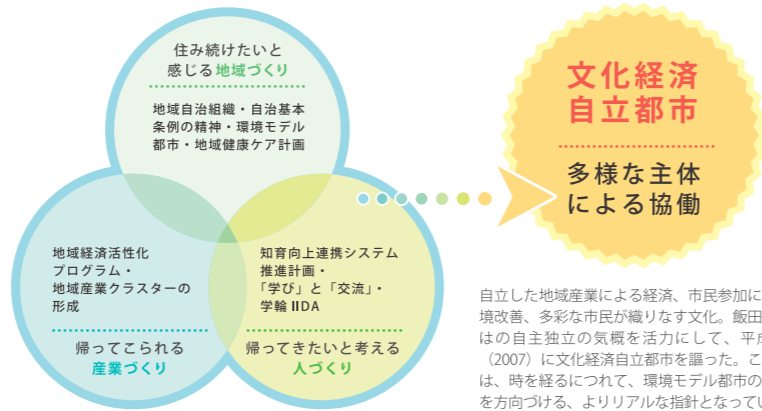 住み続けたいと
感じる地域づくり
地域自治組織・自治基本
条例の精神・環境モデル
都市・地域健康ケア計画
地域経済活性化
プログラム・
地域産業クラスターの
形成
帰ってこられる
産業づくり
知育向上連携システム
推進計画・
「学び」と「交流」・
学輪 IIDA
帰ってきたいと考える
人づくり
文化経済
自立都市
多様な主体
による協働
自立した地域産業による経済、市民参加に
境改善、多彩な市民が織りなす文化。飯田
はの自主独立の気概を活力にして、平成
（2007）に文化経済自立都市を謳った。こ
は、時を経るにつれて、環境モデル都市の
を方向づける、よりリアルな指針となってい